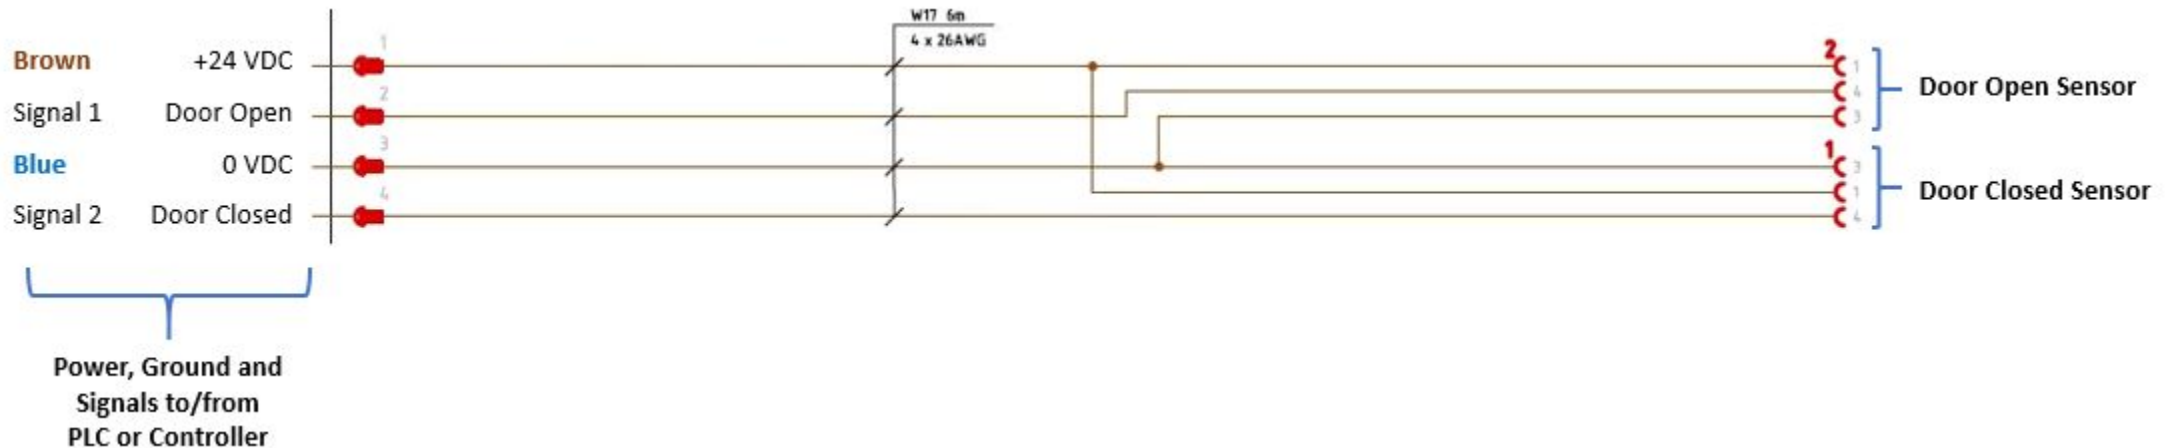 W17 6m
4 x 26AWG
Brown +24 VDC 1
Signal 1 Door Open 2
Blue 0 VDC 3
Signal 2 Door Closed 4
2
1
4
3
Door Open Sensor
1
3
1
4
Door Closed Sensor
Power, Ground and
Signals to/from
PLC or Controller